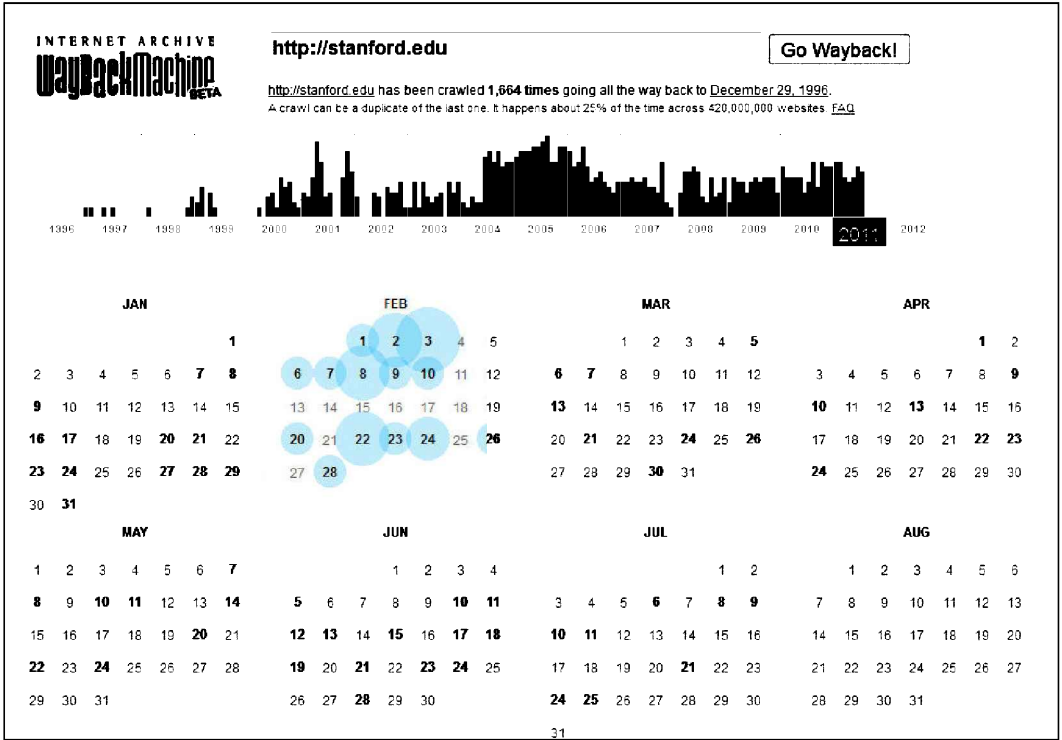 INTERNET ARCHIVE
WayBackMachine
BETA
http://stanford.edu
Go Wayback!
http://stanford.edu has been crawled 1,664 times going all the way back to December 29, 1996.
A crawl can be a duplicate of the last one. It happens about 25% of the time across 420,000,000 websites. FAQ
1996 1997 1998 1999 2000 2001 2002 2003 2004 2005 2006 2007 2008 2009 2010 2011 2012
JAN FEB MAR APR
1 1 2 3 4 5 1 2 3 4 5 1 2
2 3 4 5 6 7 8 6 7 8 9 10 11 12 6 7 8 9 10 11 12 3 4 5 6 7 8 9
9 10 11 12 13 14 15 13 14 15 16 17 18 19 13 14 15 16 17 18 19 10 11 12 13 14 15 16
16 17 18 19 20 21 22 20 21 22 23 24 25 26 20 21 22 23 24 25 26 17 18 19 20 21 22 23
23 24 25 26 27 28 29 27 28 27 28 29 30 31 24 25 26 27 28 29 30
30 31
MAY JUN JUL AUG
1 2 3 4 5 6 7 1 2 3 4 1 2 1 2 3 4 5 6
8 9 10 11 12 13 14 5 6 7 8 9 10 11 3 4 5 6 7 8 9 7 8 9 10 11 12 13
15 16 17 18 19 20 21 12 13 14 15 16 17 18 10 11 12 13 14 15 16 14 15 16 17 18 19 20
22 23 24 25 26 27 28 19 20 21 22 23 24 25 17 18 19 20 21 22 23 21 22 23 24 25 26 27
29 30 31 26 27 28 29 30 24 25 26 27 28 29 30 28 29 30 31
31